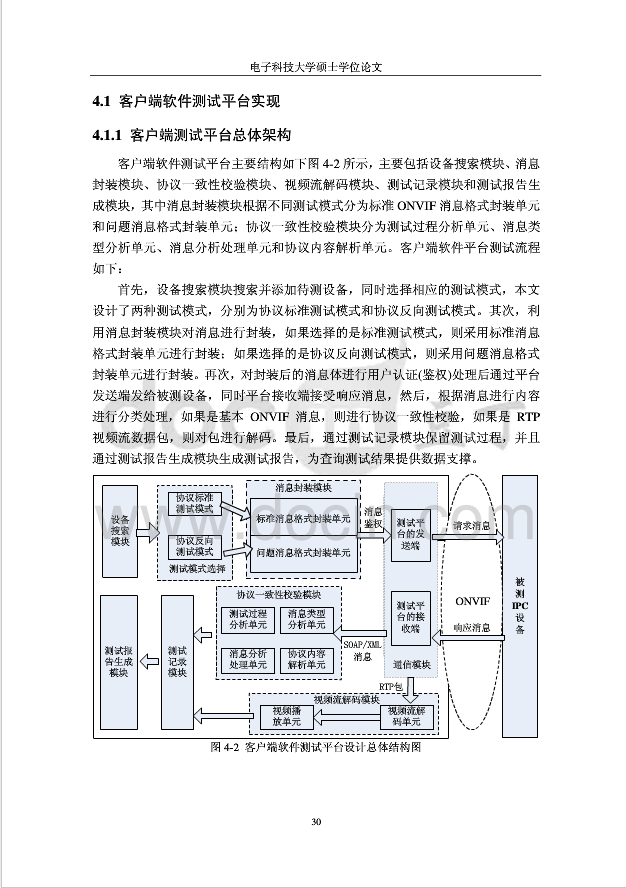 电子科技大学硕士学位论文
4.1 客户端软件测试平台实现
4.1.1 客户端测试平台总体架构
客户端软件测试平台主要结构如下图 4-2 所示，主要包括设备搜索模块、消息
封装模块、协议一致性校验模块、视频流解码模块、测试记录模块和测试报告生
成模块，其中消息封装模块根据不同测试模式分为标准 ONVIF 消息格式封装单元
和问题消息格式封装单元；协议一致性校验模块分为测试过程分析单元、消息类
型分析单元、消息分析处理单元和协议内容解析单元。客户端软件平台测试流程
如下：
首先，设备搜索模块搜索并添加待测设备，同时选择相应的测试模式，本文
设计了两种测试模式，分别为协议标准测试模式和协议反向测试模式。其次，利
用消息封装模块对消息进行封装，如果选择的是标准测试模式，则采用标准消息
格式封装单元进行封装；如果选择的是协议反向测试模式，则采用问题消息格式
封装单元进行封装。再次，对封装后的消息体进行用户认证(鉴权)处理后通过平台
发送端发给被测设备，同时平台接收端接受响应消息，然后，根据消息进行内容
进行分类处理，如果是基本 ONVIF 消息，则进行协议一致性校验，如果是 RTP
视频流数据包，则对包进行解码。最后，通过测试记录模块保留测试过程，并且
通过测试报告生成模块生成测试报告，为查询测试结果提供数据支撑。
设备
搜索
模块
协议标准
测试模式
协议反向
测试模式
测试模式选择
消息封装模块
标准消息格式封装单元
问题消息格式封装单元
消息
鉴权
测试平
台的发
送端
请求消息
被
测
IPC
设
备
ONVIF
测试平
台的接
收端
响应消息
通信模块
SOAP/XML
消息
协议一致性校验模块
测试过程
分析单元
消息类型
分析单元
消息分析
处理单元
协议内容
解析单元
测试
记录
模块
测试报
告生成
模块
RTP包
视频流解码模块
视频播
放单元
视频流解
码单元
图 4-2 客户端软件测试平台设计总体结构图
30
www.docin.com
docin
豆丁